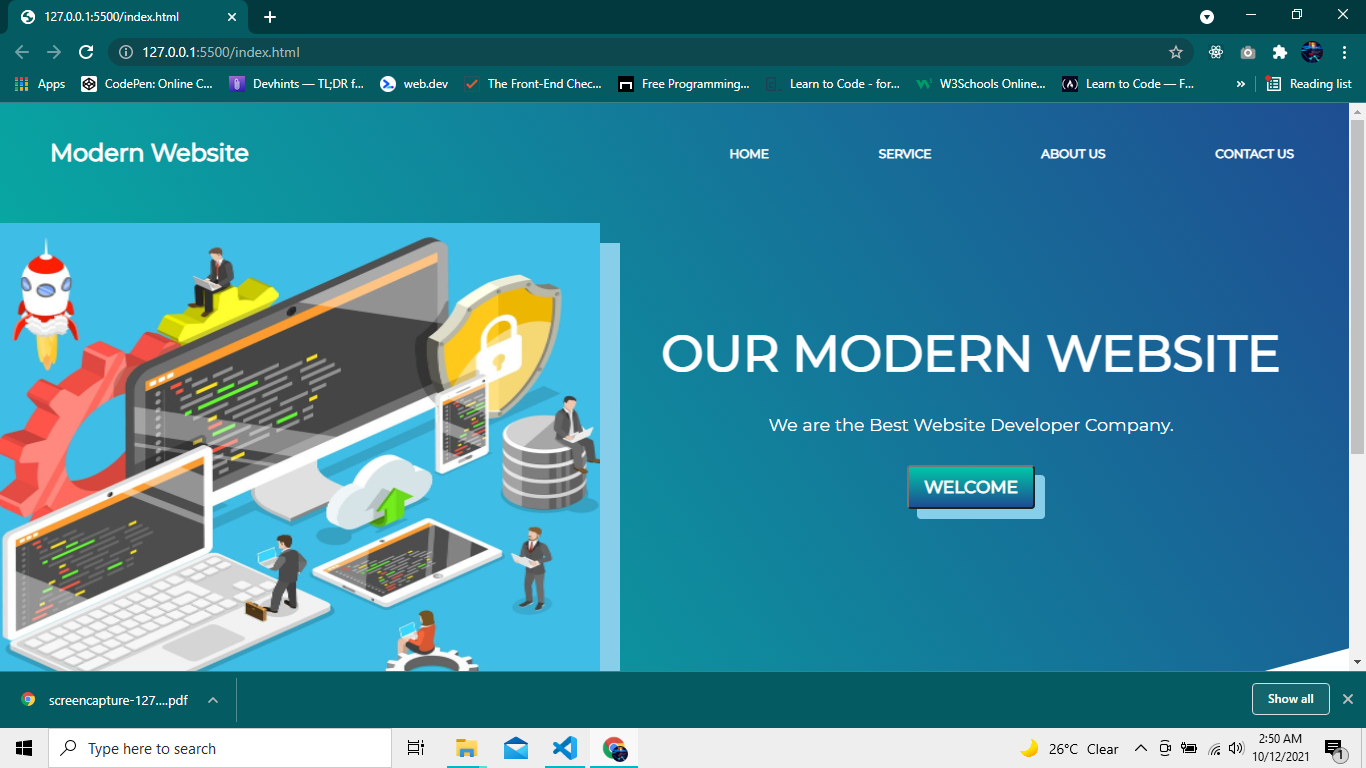 127.0.0.1:5500/index.html
127.0.0.1:5500/index.html
Apps CodePen: Online C... Devhints — TL;DR f... web.dev The Front-End Chec... Free Programming... Learn to Code - for... W3Schools Online... Learn to Code — F... » Reading list
Modern Website HOME SERVICE ABOUT US CONTACT US
OUR MODERN WEBSITE
We are the Best Website Developer Company.
WELCOME
screencapture-127....pdf Show all
Type here to search 26°C Clear 2:50 AM
10/12/2021 1